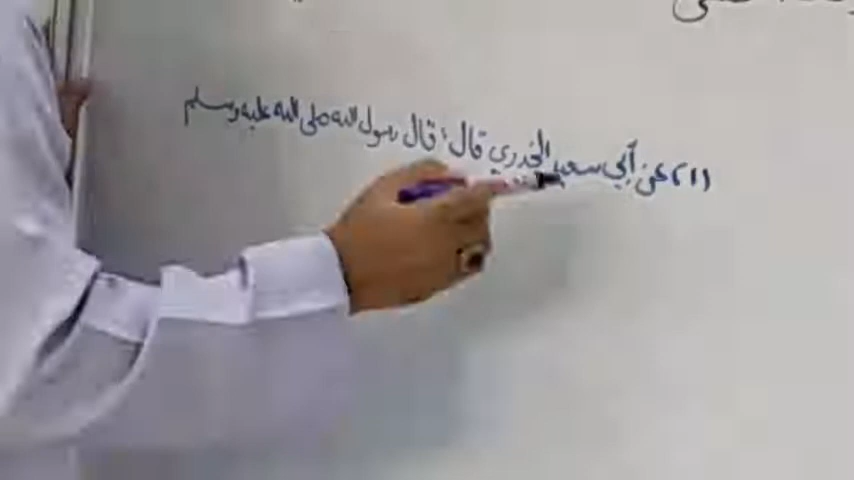 (٢١) عن أبي سعيد الخدري قال: قال رسول الله صلى الله عليه وسلم